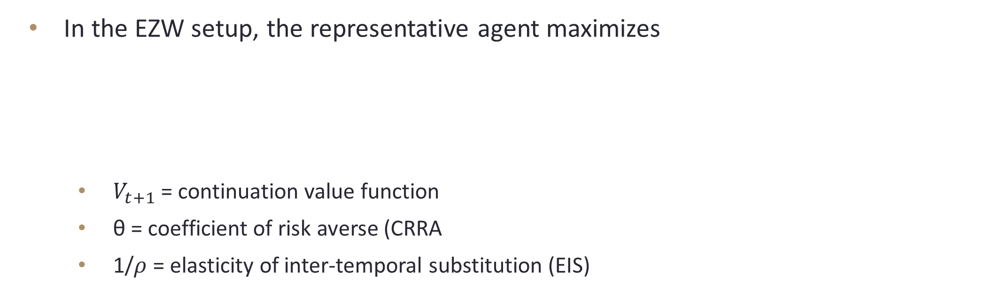 • In the EZW setup, the representative agent maximizes
• V_{t+1} = continuation value function
• θ = coefficient of risk averse (CRRA
• 1/ρ = elasticity of inter-temporal substitution (EIS)